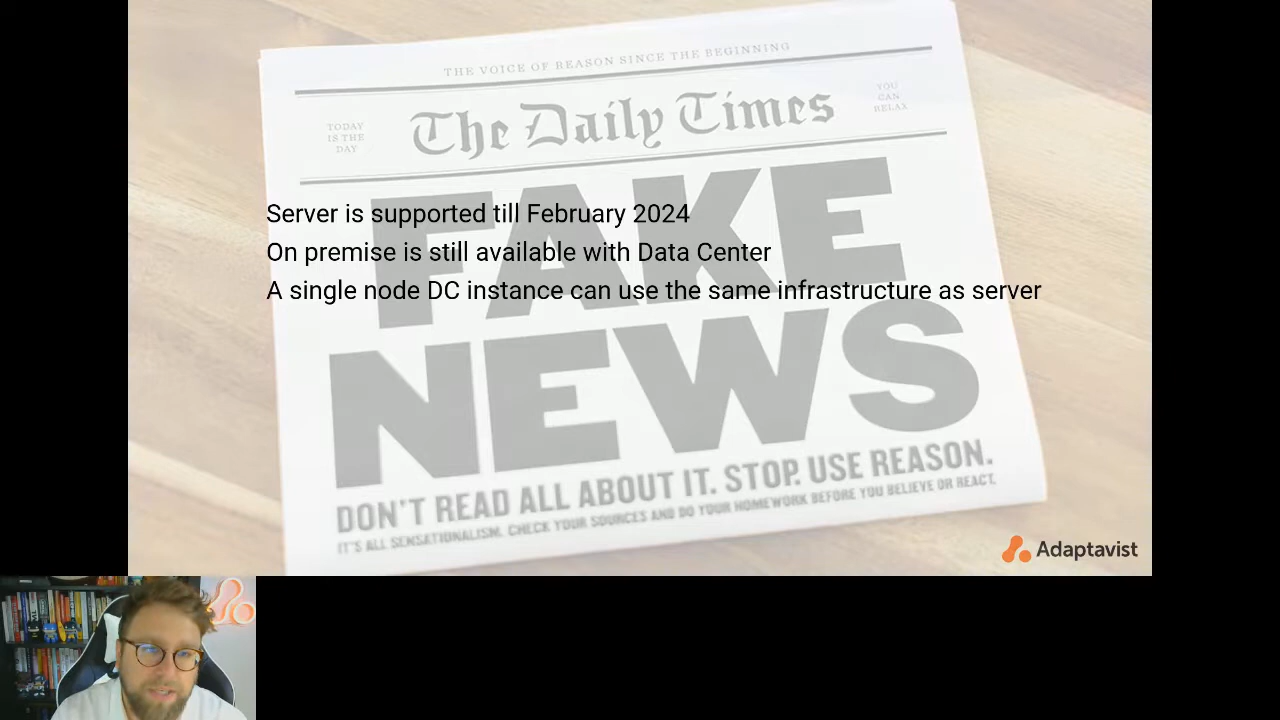 THE VOICE OF REASON SINCE THE BEGINNING
TODAY
IS THE
DAY
The Daily Times
YOU
CAN
RELAX
FAKE
NEWS
Server is supported till February 2024
On premise is still available with Data Center
A single node DC instance can use the same infrastructure as server
DON'T READ ALL ABOUT IT. STOP. USE REASON.
IT'S ALL SENSATIONALISM. CHECK YOUR SOURCES AND DO YOUR HOMEWORK BEFORE YOU BELIEVE OR REACT.
Adaptavist